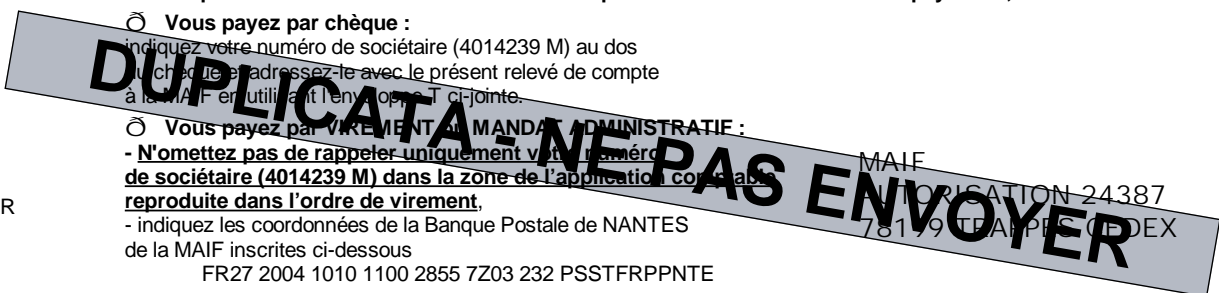 Ö Vous payez par chèque :
indiquez votre numéro de sociétaire (4014239 M) au dos
du chèque et adressez-le avec le présent relevé de compte
à la MAIF en utilisant l'enveloppe T ci-jointe.
Ö Vous payez par VIREMENT ou MANDAT ADMINISTRATIF :
- N'omettez pas de rappeler uniquement votre numéro
de sociétaire (4014239 M) dans la zone de l'application comptable
reproduite dans l'ordre de virement,
- indiquez les coordonnées de la Banque Postale de NANTES
de la MAIF inscrites ci-dessous
FR27 2004 1010 1100 2855 7Z03 232 PSSTFRPPNTE
R
MAIF
AUTORISATION 24387
78199 TRAPPES CEDEX
DUPLICATA - NE PAS ENVOYER